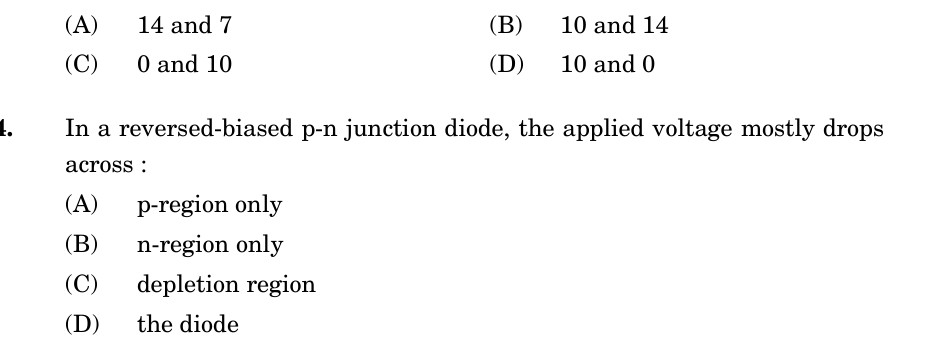 (A) 14 and 7 (B) 10 and 14
(C) 0 and 10 (D) 10 and 0
4. In a reversed-biased p-n junction diode, the applied voltage mostly drops
across :
(A) p-region only
(B) n-region only
(C) depletion region
(D) the diode